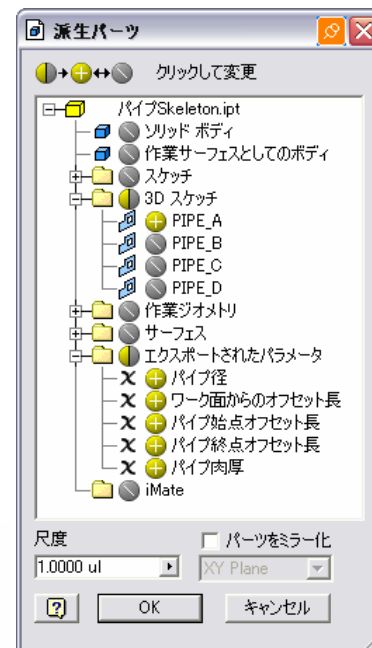 派生パーツ
クリックして変更
パイプSkeleton.ipt
ソリッド ボディ
作業サーフェスとしてのボディ
スケッチ
3D スケッチ
PIPE_A
PIPE_B
PIPE_C
PIPE_D
作業ジオメトリ
サーフェス
エクスポートされたパラメータ
パイプ径
ワーク面からのオフセット長
パイプ始点オフセット長
パイプ終点オフセット長
パイプ肉厚
iMate
尺度
パーツをミラー化
1.0000 ul
XY Plane
OK
キャンセル